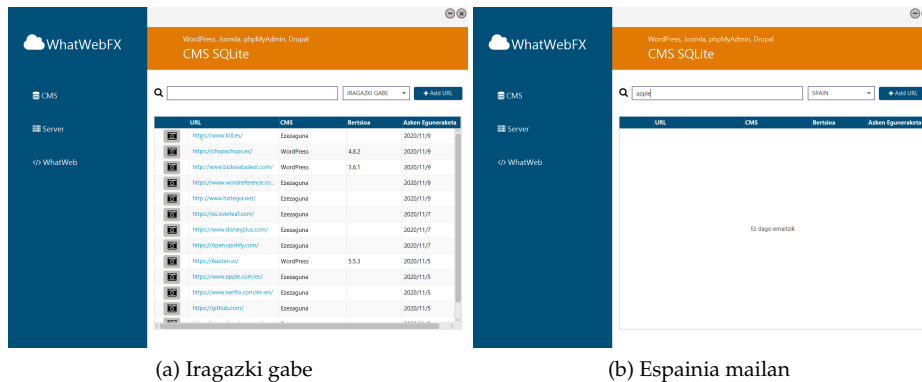 WhatWebFX
WordPress, Joomla, phpMyAdmin, Drupal
CMS SQLite
CMS
Server
</> WhatWeb
IRAGAZKI GABE
+ Add URL
URL CMS Bertsioa Azken Eguneraketa
https://www.lidl.es/ Ezezaguna 2020/11/9
https://chupachups.es/ WordPress 4.8.2 2020/11/9
http://www.bizkaiabasket.com/ WordPress 3.6.1 2020/11/9
https://www.wordreference.co... Ezezaguna 2020/11/9
http://www.hiztegia.net/ Ezezaguna 2020/11/9
https://es.overleaf.com/ Ezezaguna 2020/11/7
https://www.disneyplus.com/ Ezezaguna 2020/11/7
https://open.spotify.com/ Ezezaguna 2020/11/7
https://ikasten.io/ WordPress 5.5.3 2020/11/5
https://www.apple.com/es/ Ezezaguna 2020/11/5
https://www.netflix.com/es-en/ Ezezaguna 2020/11/5
https://github.com/ Ezezaguna 2020/11/5
(a) Iragazki gabe
WhatWebFX
WordPress, Joomla, phpMyAdmin, Drupal
CMS SQLite
CMS
Server
</> WhatWeb
apple
SPAIN
+ Add URL
URL CMS Bertsioa Azken Eguneraketa
Ez dago emaitzik
(b) Espainia mailan